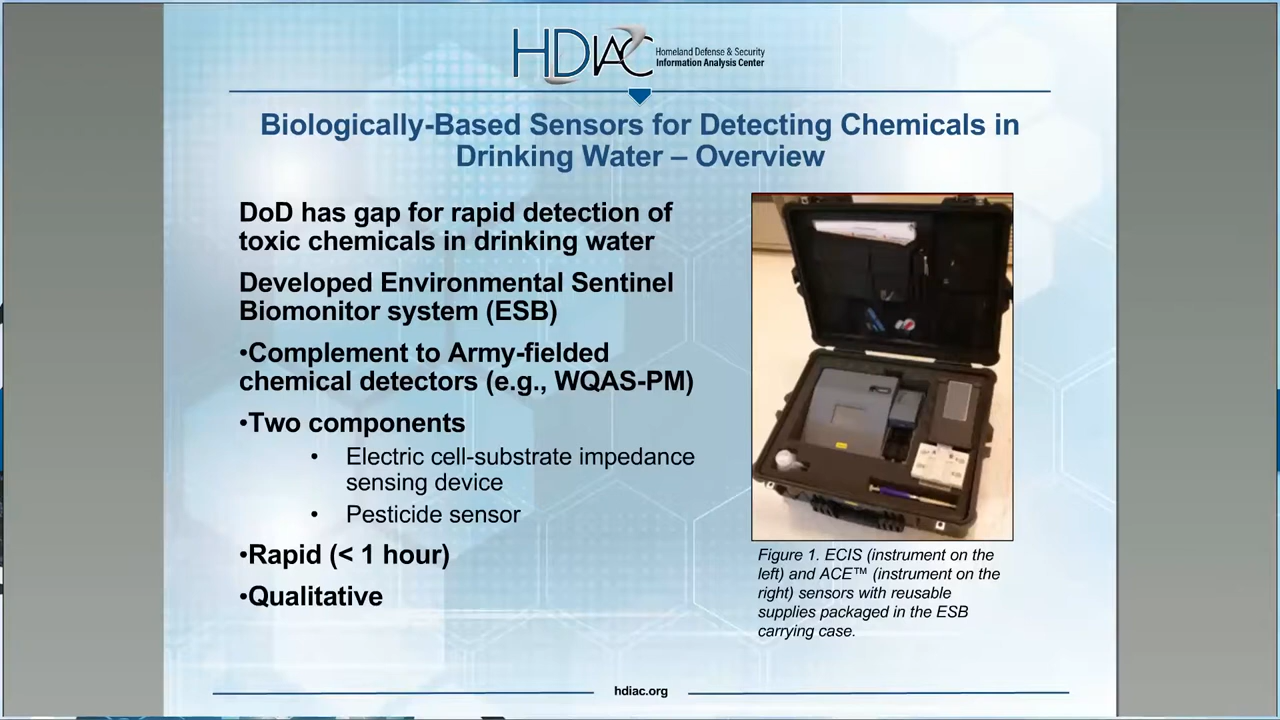 HDIAC Homeland Defense & Security
Information Analysis Center
Biologically-Based Sensors for Detecting Chemicals in
Drinking Water – Overview
DoD has gap for rapid detection of
toxic chemicals in drinking water
Developed Environmental Sentinel
Biomonitor system (ESB)
•Complement to Army-fielded
chemical detectors (e.g., WQAS-PM)
•Two components
• Electric cell-substrate impedance
sensing device
• Pesticide sensor
•Rapid (< 1 hour)
•Qualitative
Figure 1. ECIS (instrument on the
left) and ACE™ (instrument on the
right) sensors with reusable
supplies packaged in the ESB
carrying case.
hdiac.org